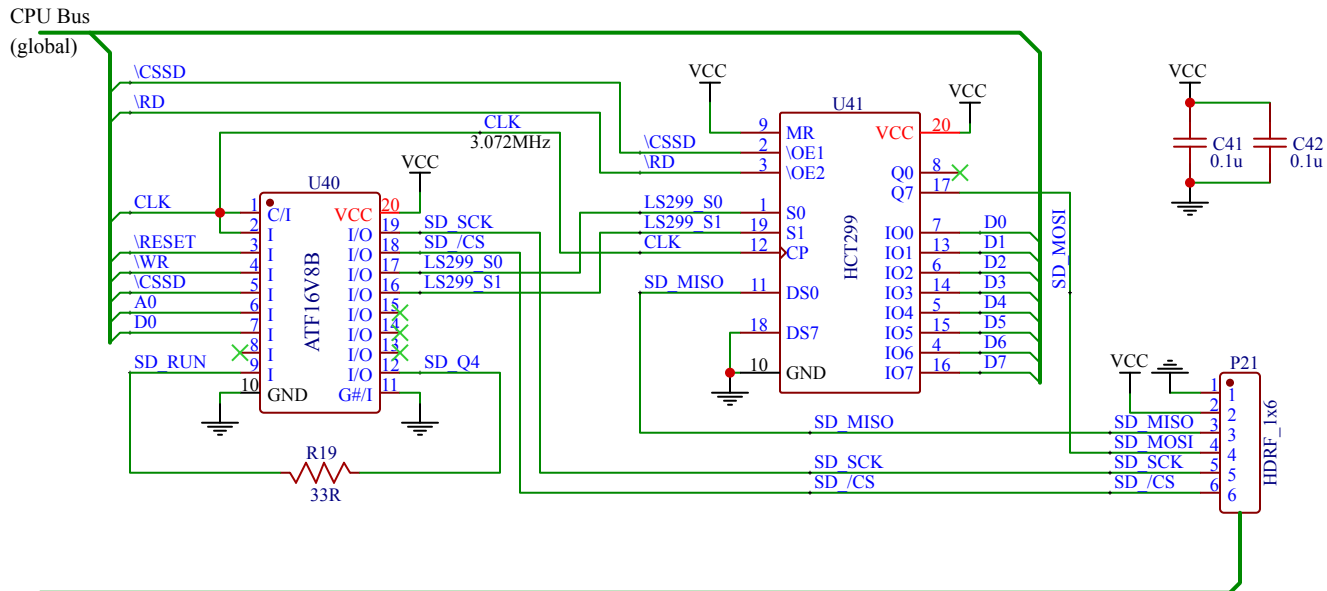 CPU Bus
(global)
\CSSD
\RD
CLK
3.072MHz
VCC
VCC
VCC
VCC
U41
9 MR
2 \OE1
3 \OE2
1 S0
19 S1
12 CP
11 DS0
18 DS7
10 GND
HCT299
VCC 20
Q0 8
Q7 17
IO0 7 D0
IO1 13 D1
IO2 6 D2
IO3 14 D3
IO4 5 D4
IO5 15 D5
IO6 4 D6
IO7 16 D7
\CSSD
\RD
LS299_S0
LS299_S1
CLK
SD_MISO
SD_MOSI
C41
0.1u
C42
0.1u
U40
CLK 1 C/I
2 I
\RESET 3 I
\WR 4 I
\CSSD 5 I
A0 6 I
D0 7 I
8 I
SD_RUN 9 I
10 GND
ATF16V8B
VCC 20
I/O 19 SD_SCK
I/O 18 SD_/CS
I/O 17 LS299_S0
I/O 16 LS299_S1
I/O 15
I/O 14
I/O 13
I/O 12 SD_Q4
G#/I 11
R19
33R
SD_MISO
SD_SCK
SD_/CS
VCC
P21
1 1
2 2
SD_MISO 3 3
SD_MOSI 4 4
SD_SCK 5 5
SD_/CS 6 6
HDRF_1x6